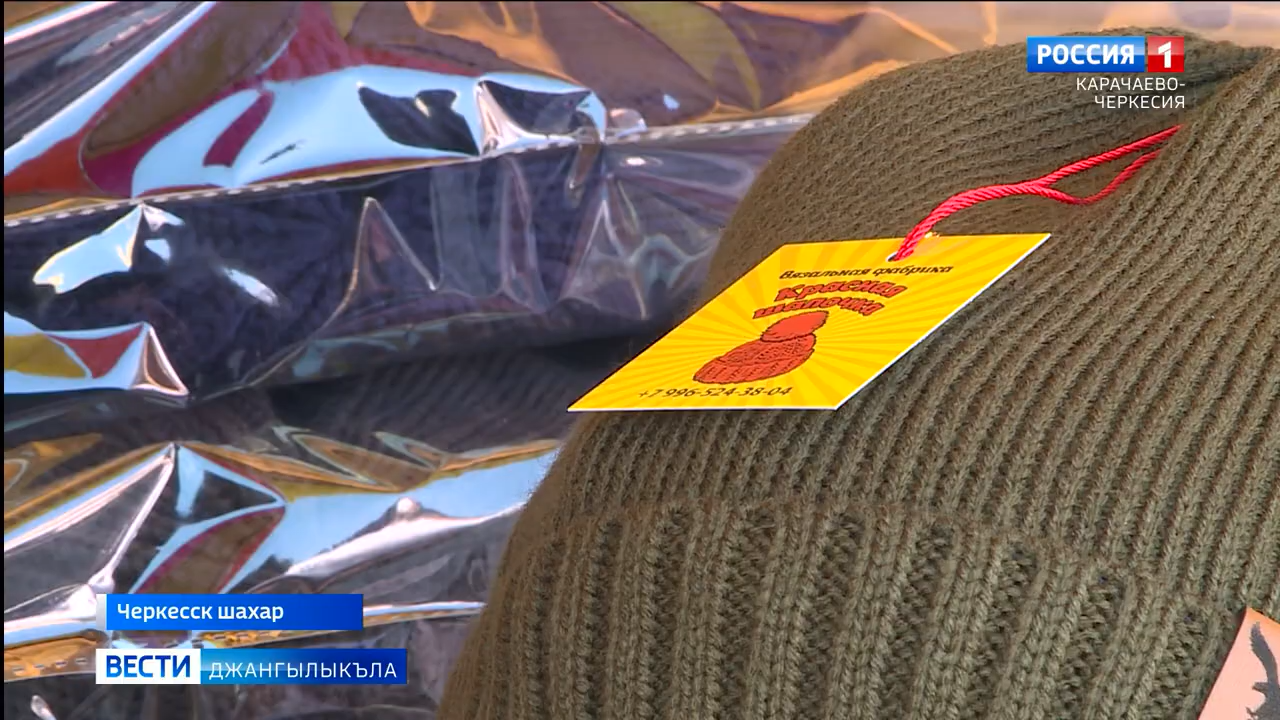 РОССИЯ 1
КАРАЧАЕВО-
ЧЕРКЕСИЯ
Вязальная фабрика
Красная
шапочка
+7 996-524-38-04
Черкесск шахар
ВЕСТИ ДЖАНГЫЛЫКЪЛА